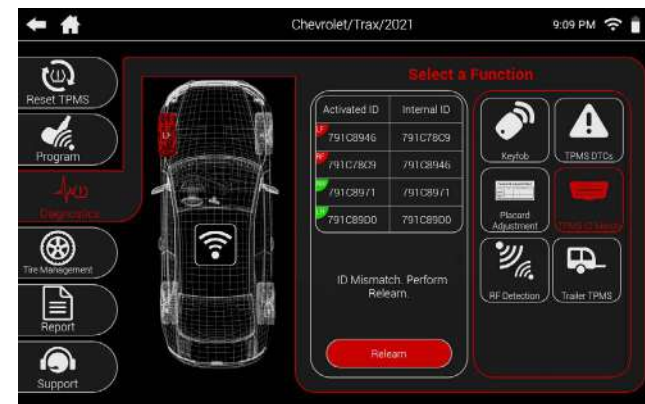 Chevrolet/Trax/2021
9:09 PM
Reset TPMS
Program
Diagnostics
Tire Management
Report
Support
LF
Select a Function
Activated ID Internal ID
LF 791C8946 791C78C9
RF 791C78C9 791C8946
791C8971 791C8971
LR 791C89D0 791C89D0
ID Mismatch. Perform
Relearn.
Relearn
Keyfob
TPMS DTCs
Placard
Adjustment
TPMS ID Match
RF Detection
Trailer TPMS